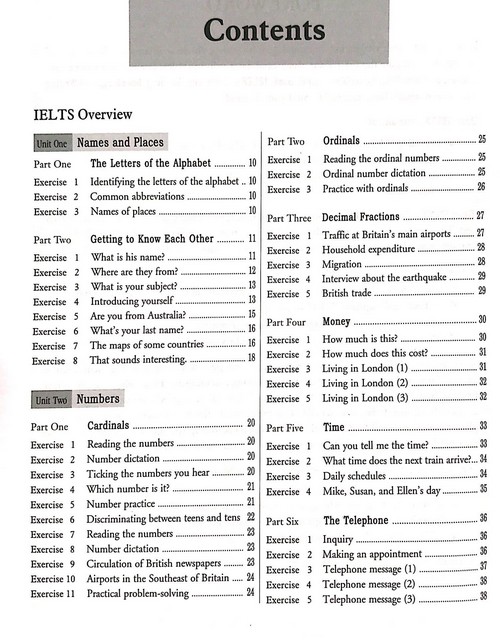 Contents
IELTS Overview
Unit One Names and Places
Part One The Letters of the Alphabet ............. 10
Exercise 1 Identifying the letters of the alphabet .. 10
Exercise 2 Common abbreviations ..................... 10
Exercise 3 Names of places ................................ 10
Part Two Getting to Know Each Other ............ 11
Exercise 1 What is his name? ............................. 11
Exercise 2 Where are they from? ........................ 12
Exercise 3 What is your subject? ........................ 13
Exercise 4 Introducing yourself .......................... 13
Exercise 5 Are you from Australia? .................... 15
Exercise 6 What's your last name? ..................... 16
Exercise 7 The maps of some countries .............. 16
Exercise 8 That sounds interesting. .................... 18
Unit Two Numbers
Part One Cardinals ........................................... 20
Exercise 1 Reading the numbers ......................... 20
Exercise 2 Number dictation ............................... 20
Exercise 3 Ticking the numbers you hear ............ 20
Exercise 4 Which number is it? .......................... 21
Exercise 5 Number practice ................................ 21
Exercise 6 Discriminating between teens and tens 22
Exercise 7 Reading the numbers ......................... 23
Exercise 8 Number dictation ............................... 23
Exercise 9 Circulation of British newspapers ....... 23
Exercise 10 Airports in the Southeast of Britain ..... 24
Exercise 11 Practical problem-solving ................... 24
Part Two Ordinals .............................................. 25
Exercise 1 Reading the ordinal numbers .............. 25
Exercise 2 Ordinal number dictation .................... 25
Exercise 3 Practice with ordinals ......................... 26
Part Three Decimal Fractions ............................. 27
Exercise 1 Traffic at Britain's main airports ......... 27
Exercise 2 Household expenditure ....................... 28
Exercise 3 Migration ........................................... 28
Exercise 4 Interview about the earthquake ........... 29
Exercise 5 British trade ....................................... 29
Part Four Money ................................................ 30
Exercise 1 How much is this? .............................. 30
Exercise 2 How much does this cost? ................... 31
Exercise 3 Living in London (1) .......................... 31
Exercise 4 Living in London (2) .......................... 32
Exercise 5 Living in London (3) .......................... 32
Part Five Time ................................................... 33
Exercise 1 Can you tell me the time? ................... 33
Exercise 2 What time does the next train arrive?... 34
Exercise 3 Daily schedules .................................. 34
Exercise 4 Mike, Susan, and Ellen's day .............. 35
Part Six The Telephone ..................................... 36
Exercise 1 Inquiry .............................................. 36
Exercise 2 Making an appointment ...................... 36
Exercise 3 Telephone message (1) ....................... 37
Exercise 4 Telephone message (2) ....................... 38
Exercise 5 Telephone message (3) ....................... 38